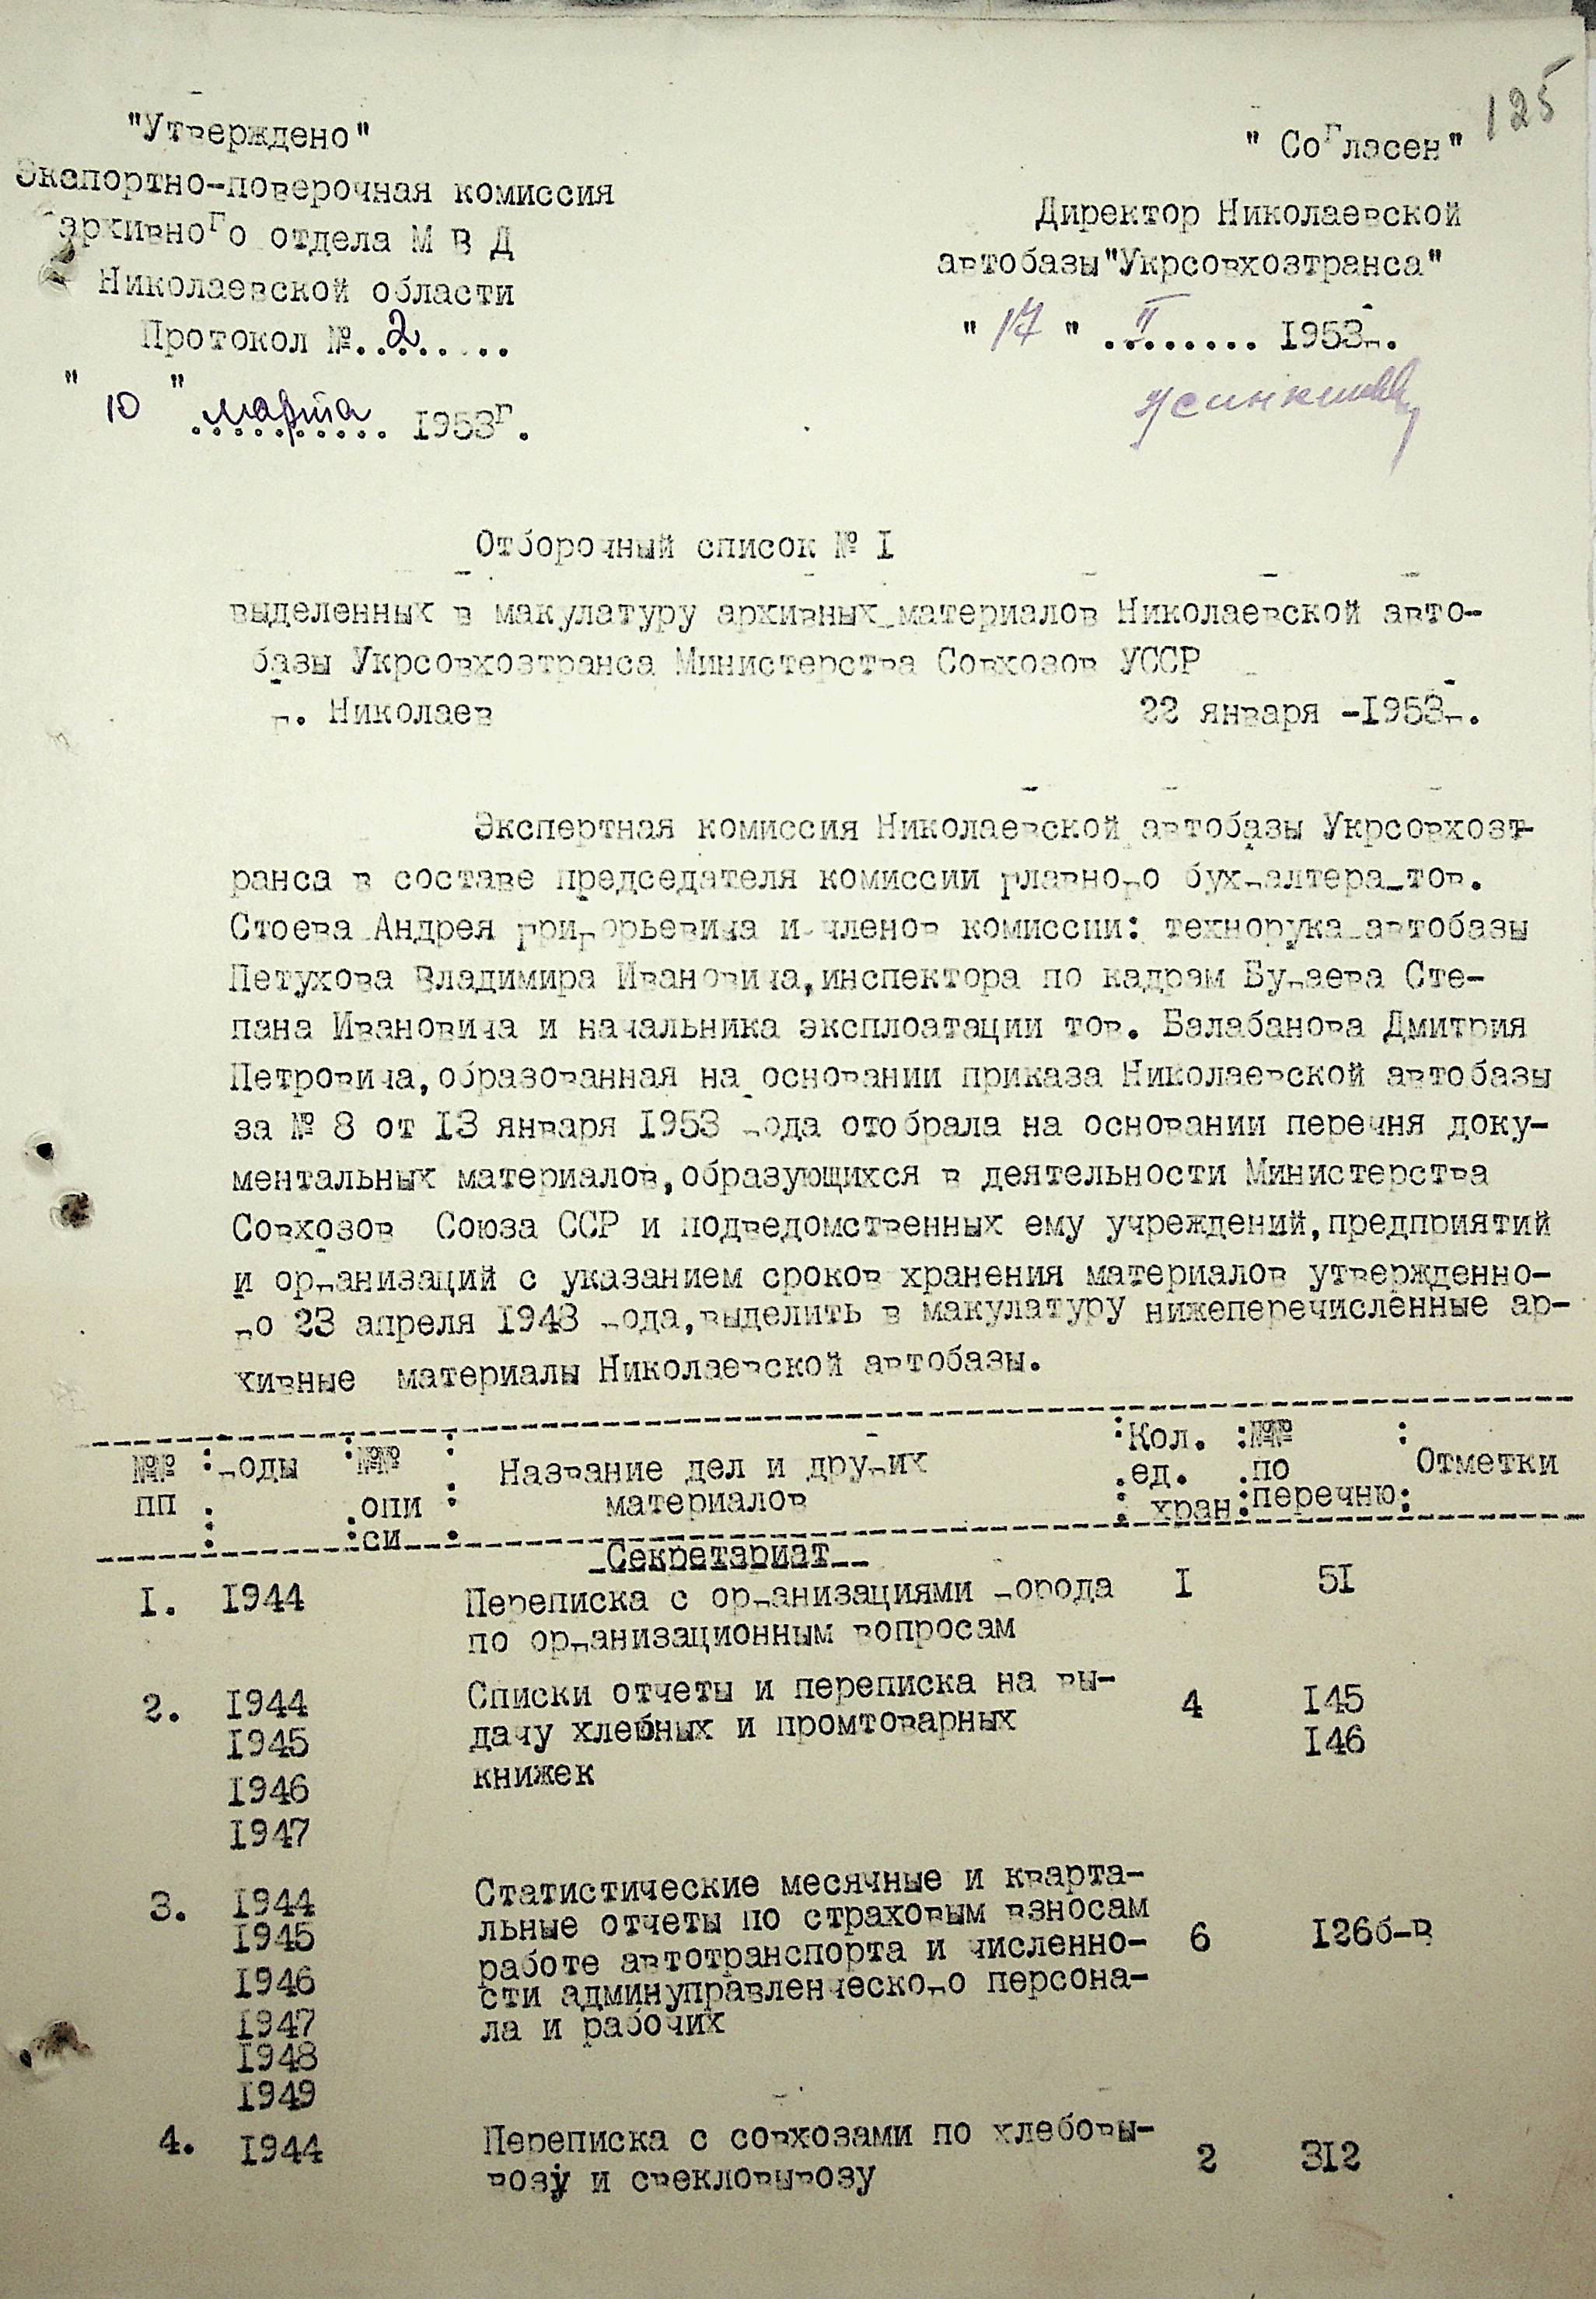 125
"Утверждено"
Экспортно-поверочная комиссия
архивного отдела М В Д
Николаевской области
Протокол №. 2 .......
" 10 " марта 1953г.
" Согласен"
Директор Николаевской
автобазы"Укрсовхозтранса"
" 17 " II ........ 1953г.
Отборочный список № I
выделенных в макулатуру архивных материалов Николаевской авто-
базы Укрсовхозтранса Министерства Совхозов УССР
г. Николаев 22 января -1953г.
Экспертная комиссия Николаевской автобазы Укрсовхозт-
ранса в составе председателя комиссии главного бухгалтера тов.
Стоева Андрея Григорьевича и членов комиссии: технорука автобазы
Петухова Владимира Ивановича,инспектора по кадрам Бугаева Сте-
пана Ивановича и начальника эксплоатации тов. Балабанова Дмитрия
Петровича,образованная на основании приказа Николаевской автобазы
за № 8 от 13 января 1953 года отобрала на основании перечня доку-
ментальных материалов,образующихся в деятельности Министерства
Совхозов Союза ССР и подведомственных ему учреждений,предприятий
и организаций с указанием сроков хранения материалов утвержденно-
го 23 апреля 1948 года,выделить в макулатуру нижеперечисленные ар-
хивные материалы Николаевской автобазы.
№№ пп : годы : №№ описи : Название дел и других материалов : Кол. ед. хран : №№ по перечню : Отметки
Секретариат
I. 1944 Переписка с организациями города I 5I
по организационным вопросам
2. 1944 Списки отчеты и переписка на вы- 4 I45
1945 дачу хлебных и промтоварных I46
1946 книжек
1947
3. 1944 Статистические месячные и кварта-
1945 льные отчеты по страховым взносам
работе автотранспорта и численно- 6 I26б-в
1946 сти админуправленческого персона-
1947 ла и рабочих
1948
1949
4. 1944 Переписка с совхозами по хлебовы- 2 3I2
возу и свекловывозу